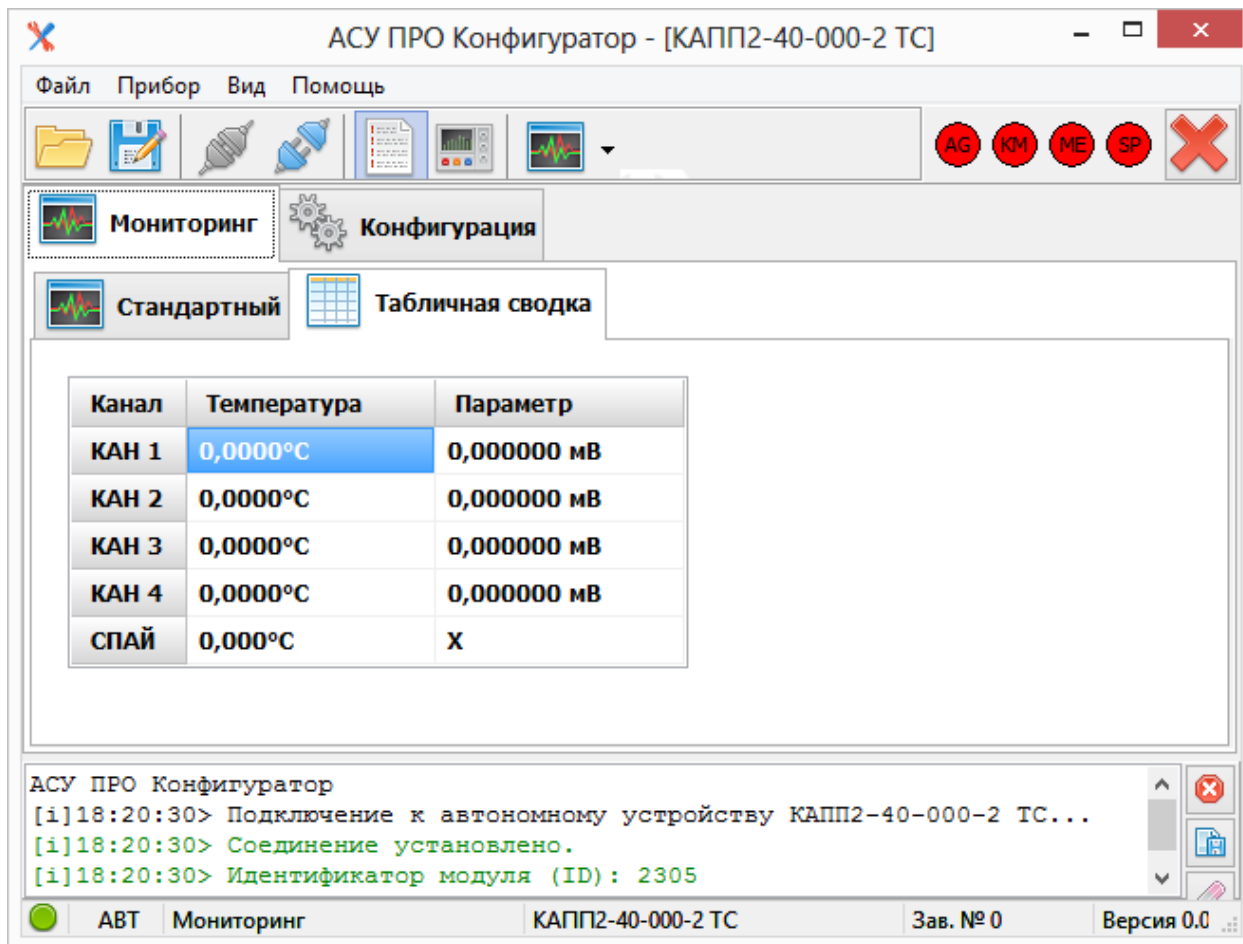 АСУ ПРО Конфигуратор - [КАПП2-40-000-2 ТС]
Файл Прибор Вид Помощь
AG KM ME SP
Мониторинг Конфигурация
Стандартный Табличная сводка
Канал Температура Параметр
КАН 1 0,0000°C 0,000000 мВ
КАН 2 0,0000°C 0,000000 мВ
КАН 3 0,0000°C 0,000000 мВ
КАН 4 0,0000°C 0,000000 мВ
СПАЙ 0,000°C X
АСУ ПРО Конфигуратор
[i]18:20:30> Подключение к автономному устройству КАПП2-40-000-2 ТС...
[i]18:20:30> Соединение установлено.
[i]18:20:30> Идентификатор модуля (ID): 2305
АВТ Мониторинг КАПП2-40-000-2 ТС Зав. № 0 Версия 0.0